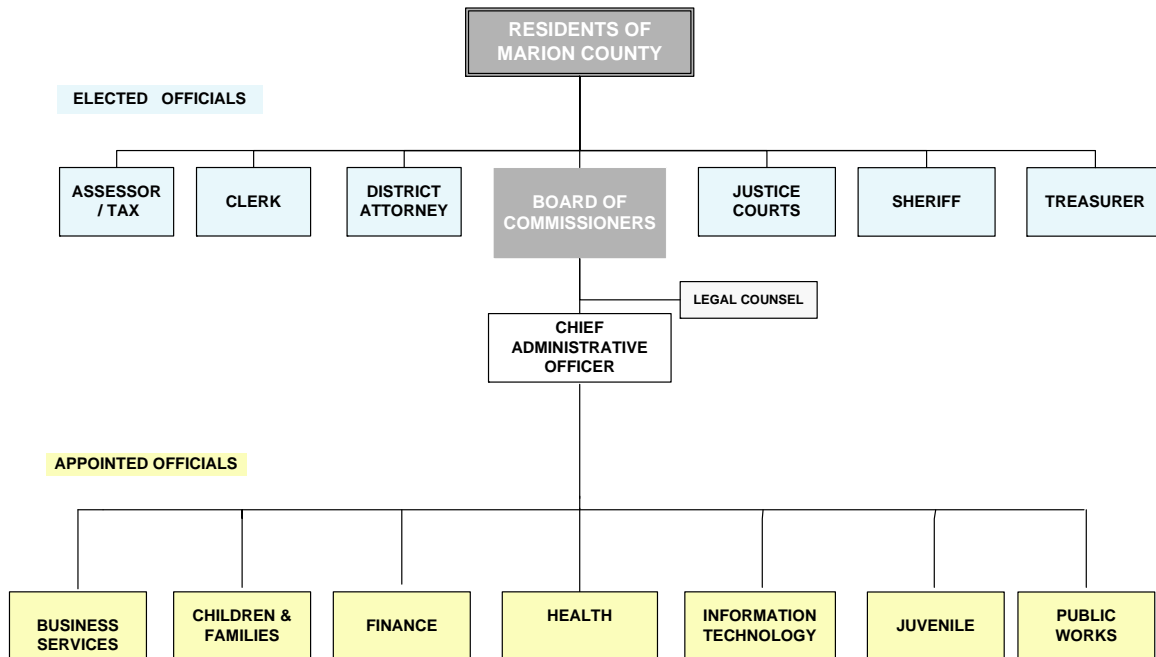 RESIDENTS OF
MARION COUNTY
ELECTED OFFICIALS
ASSESSOR
/ TAX
CLERK
DISTRICT
ATTORNEY
BOARD OF
COMMISSIONERS
JUSTICE
COURTS
SHERIFF
TREASURER
LEGAL COUNSEL
CHIEF
ADMINISTRATIVE
OFFICER
APPOINTED OFFICIALS
BUSINESS
SERVICES
CHILDREN &
FAMILIES
FINANCE
HEALTH
INFORMATION
TECHNOLOGY
JUVENILE
PUBLIC
WORKS